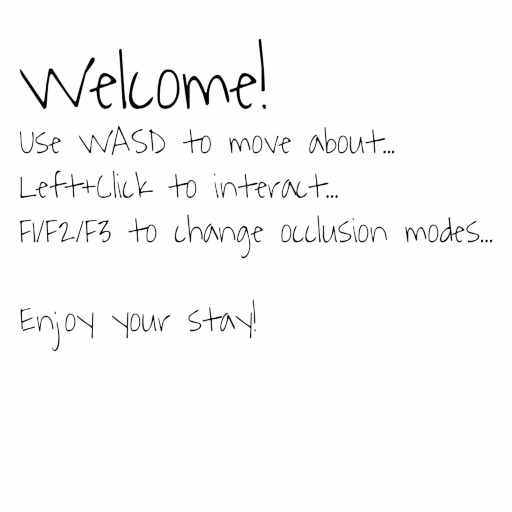 Welcome!
Use WASD to move about...
Left+Click to interact...
F1/F2/F3 to change occlusion modes...
Enjoy your stay!